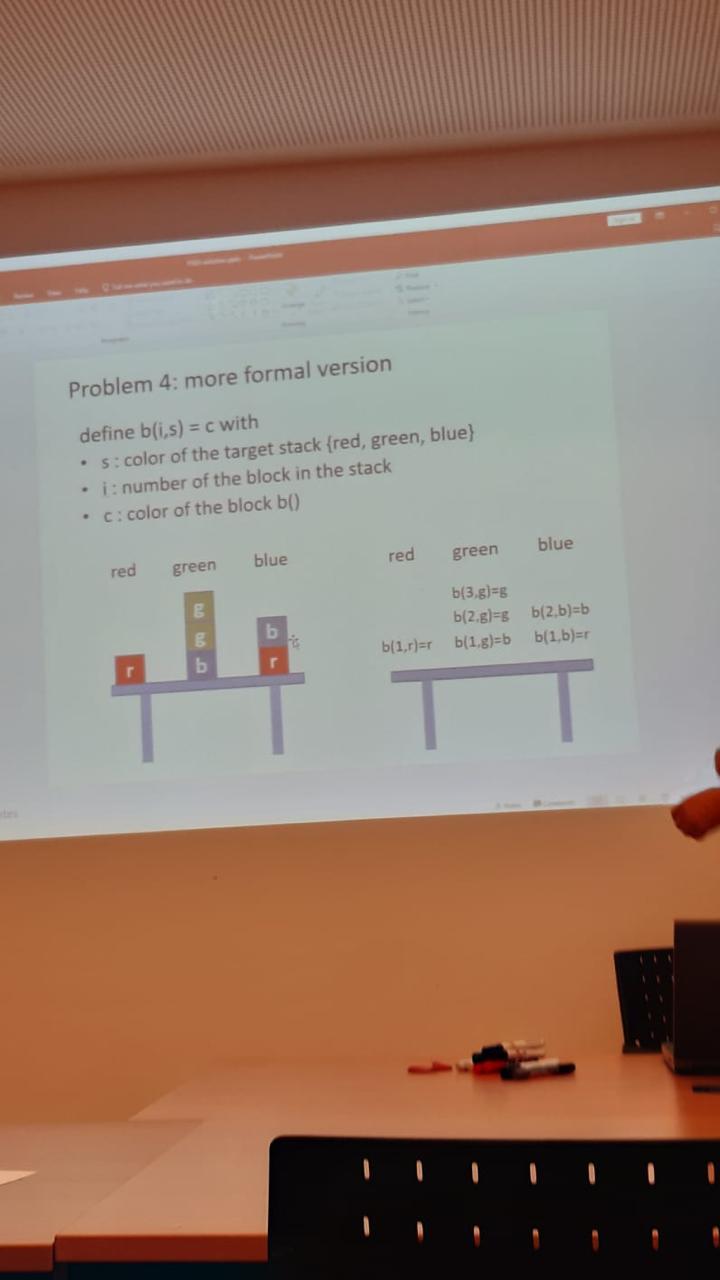 Problem 4: more formal version
define b(i,s) = c with
• s : color of the target stack {red, green, blue}
• i : number of the block in the stack
• c : color of the block b()
red green blue
g
g b
r b r
red green blue
b(3,g)=g
b(2,g)=g b(2,b)=b
b(1,r)=r b(1,g)=b b(1,b)=r